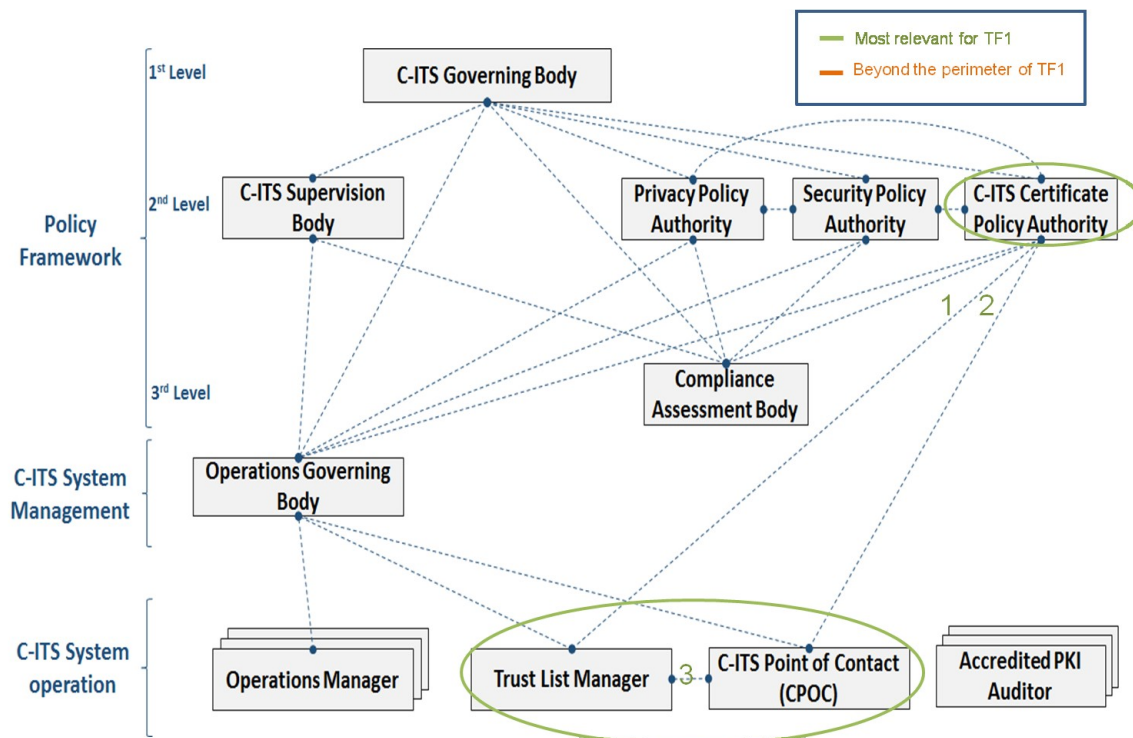 Most relevant for TF1
Beyond the perimeter of TF1
1st Level
C-ITS Governing Body
Policy
Framework
2nd Level
C-ITS Supervision
Body
Privacy Policy
Authority
Security Policy
Authority
C-ITS Certificate
Policy Authority
1
2
3rd Level
Compliance
Assessment Body
C-ITS System
Management
Operations Governing
Body
C-ITS System
operation
Operations Manager
Trust List Manager
3
C-ITS Point of Contact
(CPOC)
Accredited PKI
Auditor